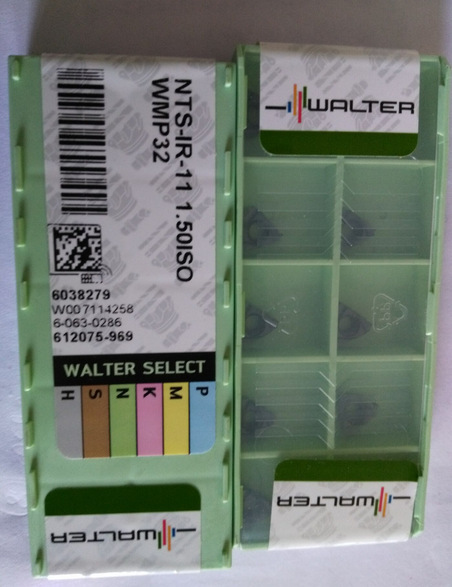 NTS-IR-11 1.50ISO
WMP32
6038279
W007114258
6-063-0286
612075-969
WALTER SELECT
H S N K M P
WALTER
WALTER
WALTER